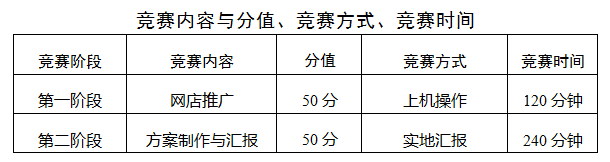 竞赛内容与分值、竞赛方式、竞赛时间
竞赛阶段 竞赛内容 分值 竞赛方式 竞赛时间
第一阶段 网店推广 50分 上机操作 120分钟
第二阶段 方案制作与汇报 50分 实地汇报 240分钟